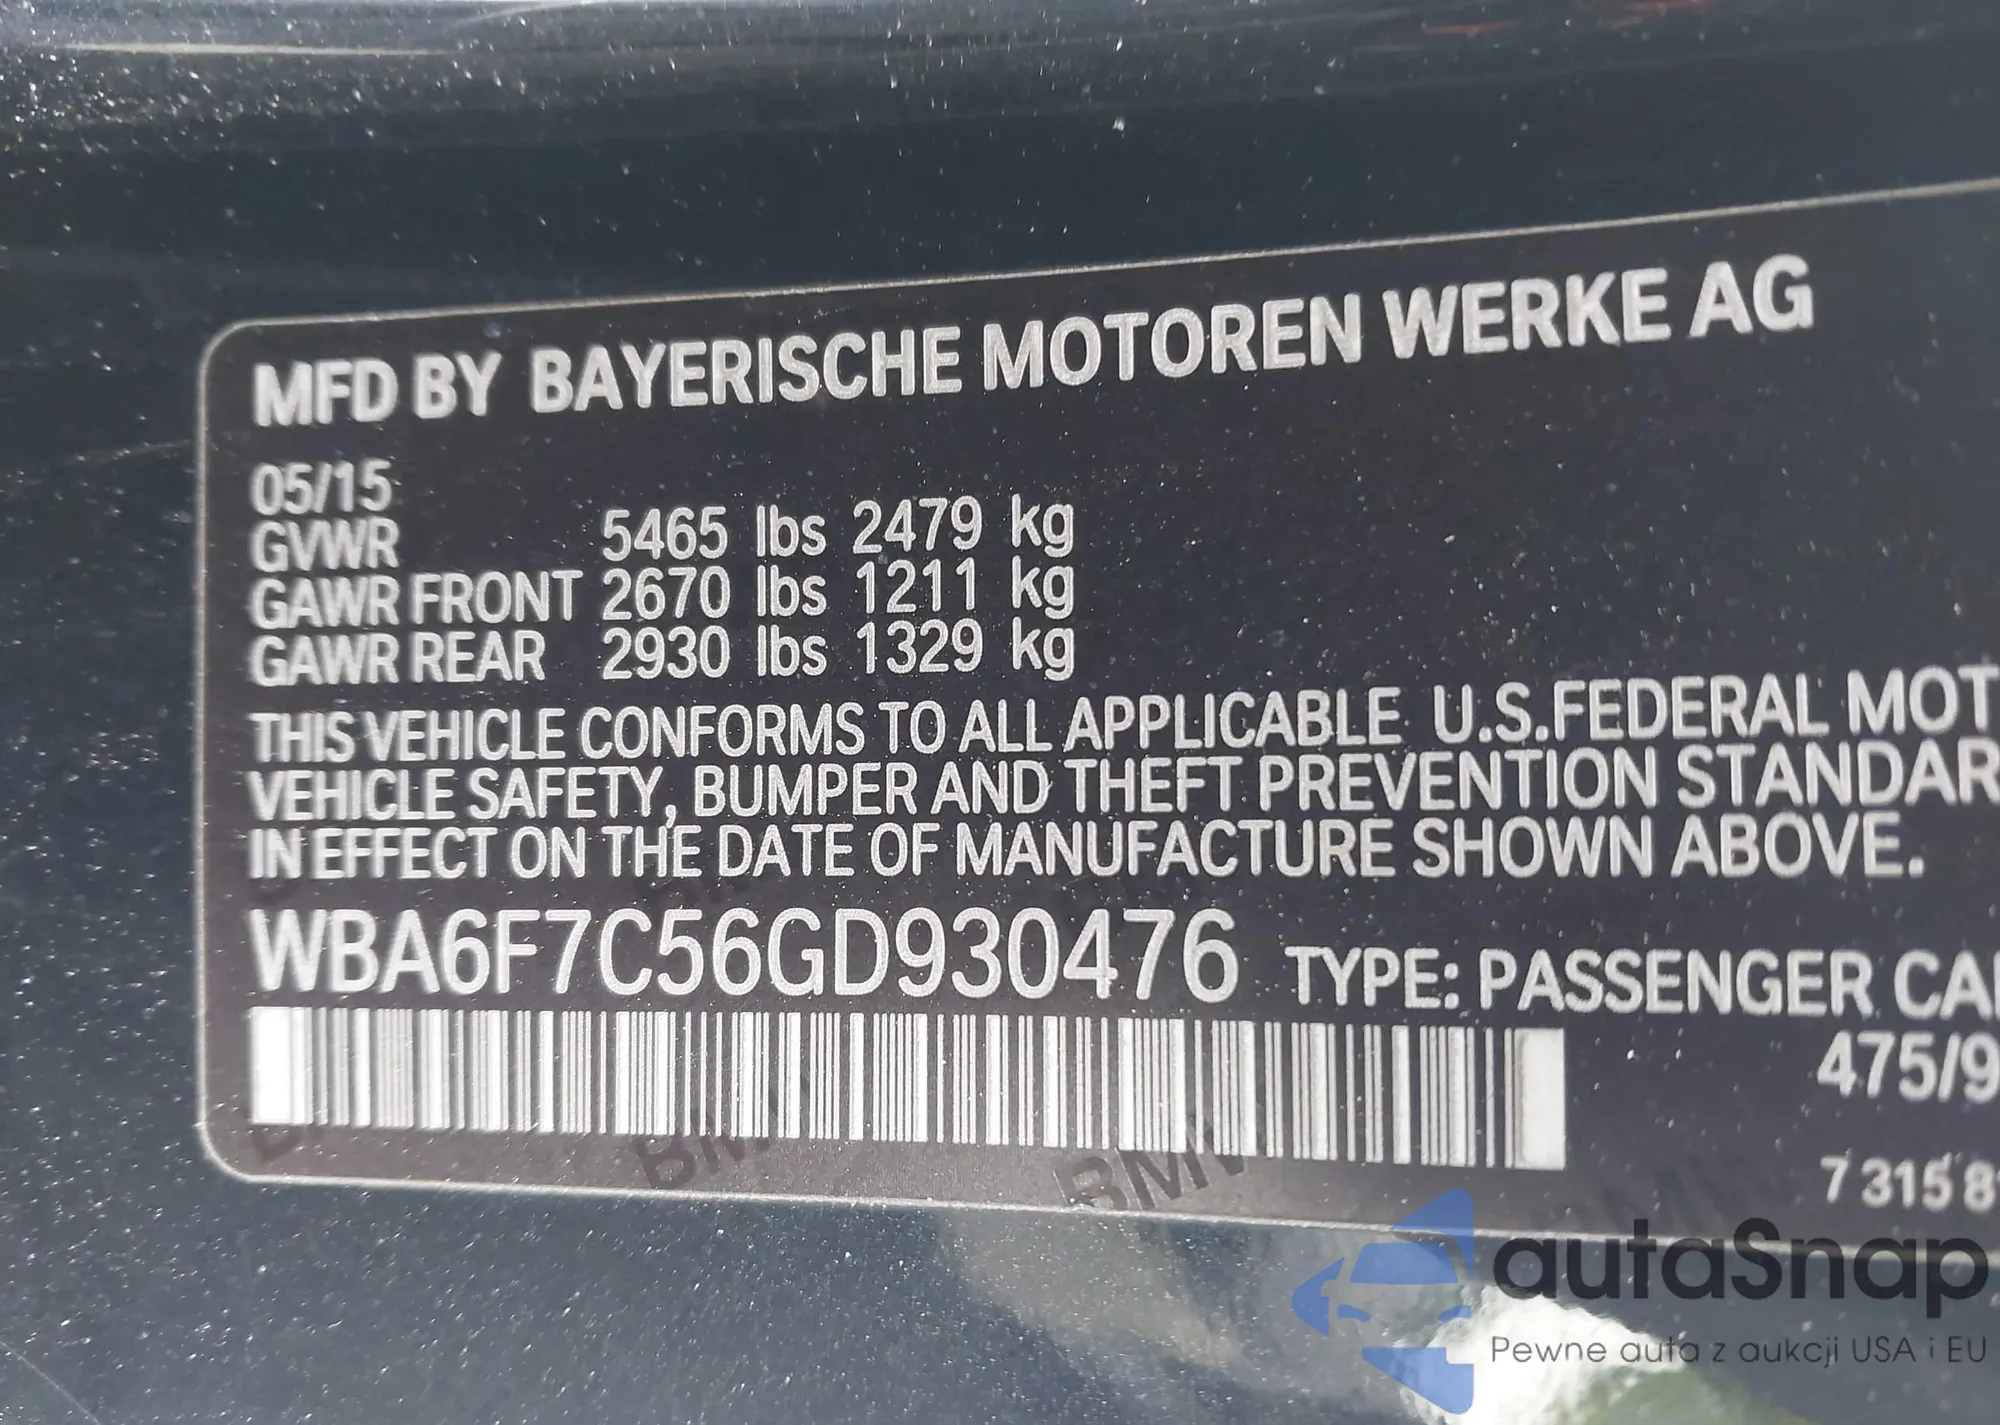 MFD BY BAYERISCHE MOTOREN WERKE AG
05/15
GVWR 5465 lbs 2479 kg
GAWR FRONT 2670 lbs 1211 kg
GAWR REAR 2930 lbs 1329 kg
THIS VEHICLE CONFORMS TO ALL APPLICABLE U.S.FEDERAL MOT
VEHICLE SAFETY, BUMPER AND THEFT PREVENTION STANDAR
IN EFFECT ON THE DATE OF MANUFACTURE SHOWN ABOVE.
WBA6F7C56GD930476 TYPE: PASSENGER CA
475/9
7 315 8
BMW BMW BMW
autaSnap
Pewne auta z aukcji USA i EU